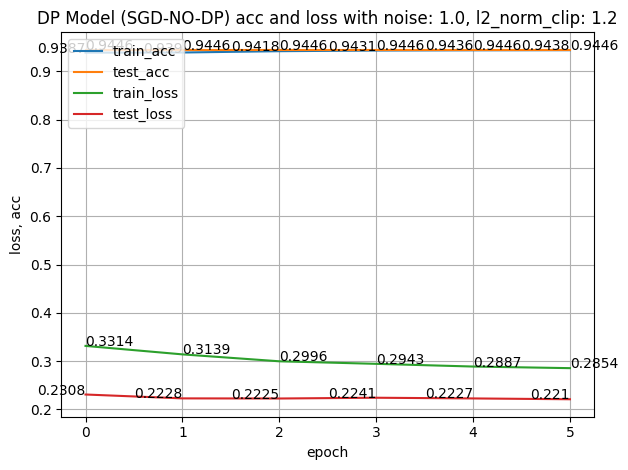 DP Model (SGD-NO-DP) acc and loss with noise: 1.0, l2_norm_clip: 1.2
0.9387 0.9446 0.9446 0.9418 0.9446 0.9431 0.9446 0.9436 0.9446 0.9438 0.9446
train_acc
test_acc
train_loss
test_loss
0.9
0.8
0.7
0.6
0.5
0.4
0.3
0.2
loss, acc
0.3314 0.3139 0.2996 0.2943 0.2887 0.2854
0.2308 0.2228 0.2225 0.2241 0.2227 0.221
0 1 2 3 4 5
epoch